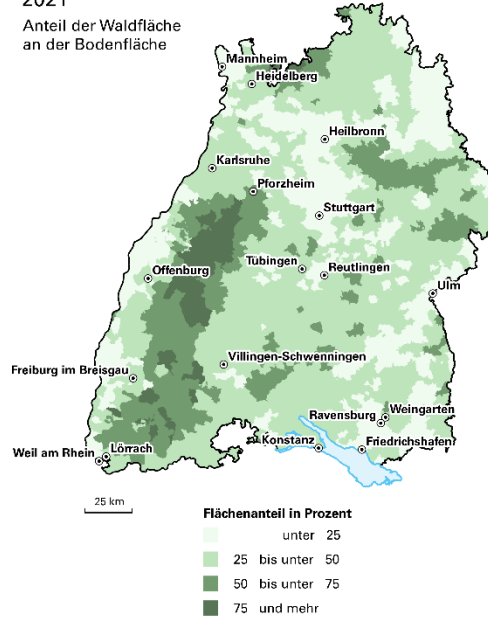 2021
Anteil der Waldfläche
an der Bodenfläche
Mannheim
Heidelberg
Heilbronn
Karlsruhe
Pforzheim
Stuttgart
Tübingen
Reutlingen
Offenburg
Ulm
Villingen-Schwenningen
Freiburg im Breisgau
Weingarten
Ravensburg
Konstanz
Friedrichshafen
Lörrach
Weil am Rhein
25 km
Flächenanteil in Prozent
unter 25
25 bis unter 50
50 bis unter 75
75 und mehr